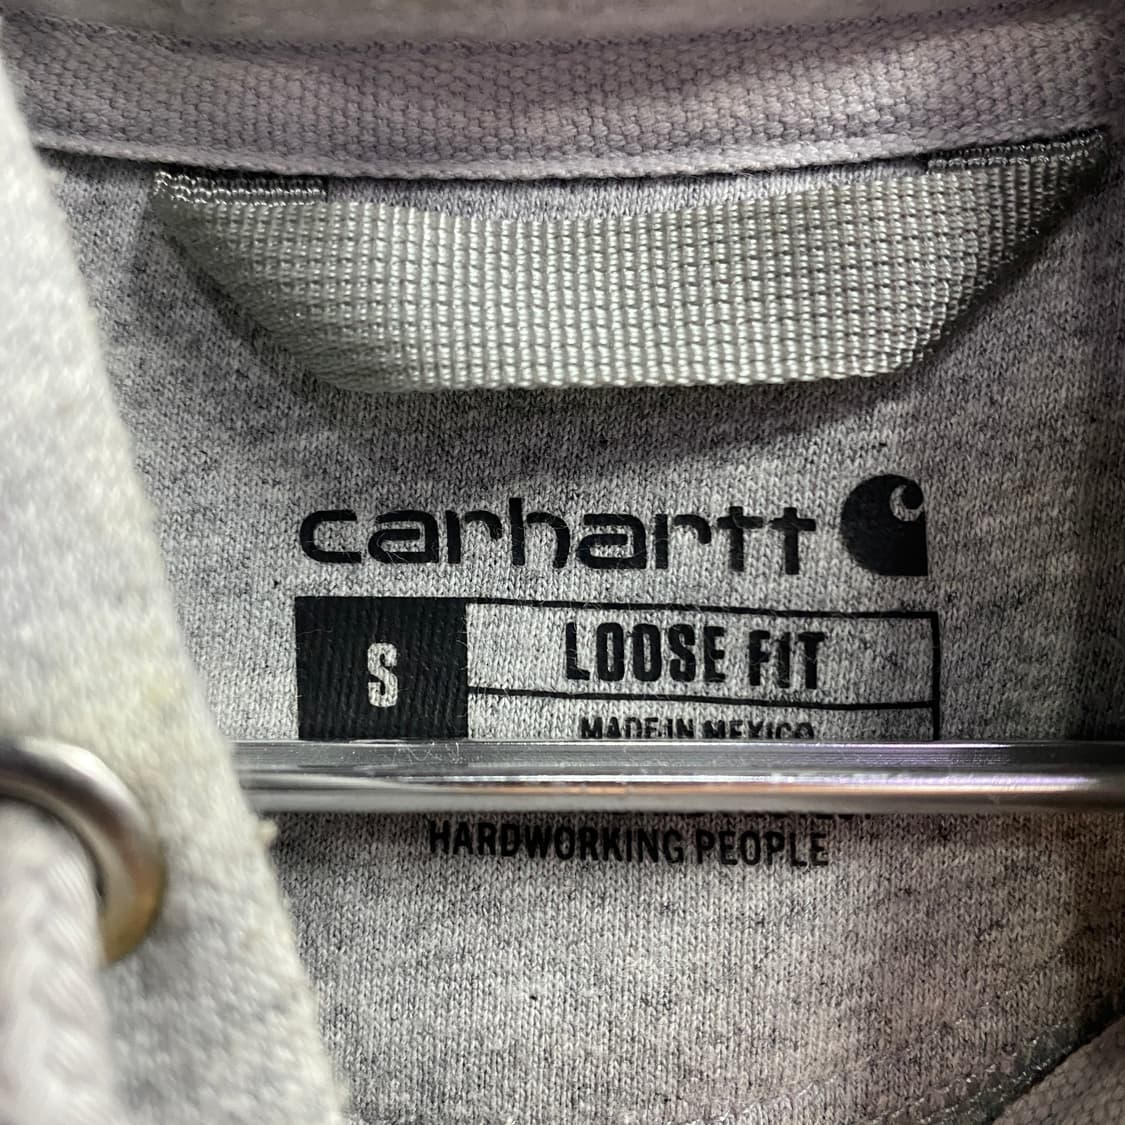 carhartt
S LOOSE FIT
MADE IN MEXICO
HARDWORKING PEOPLE